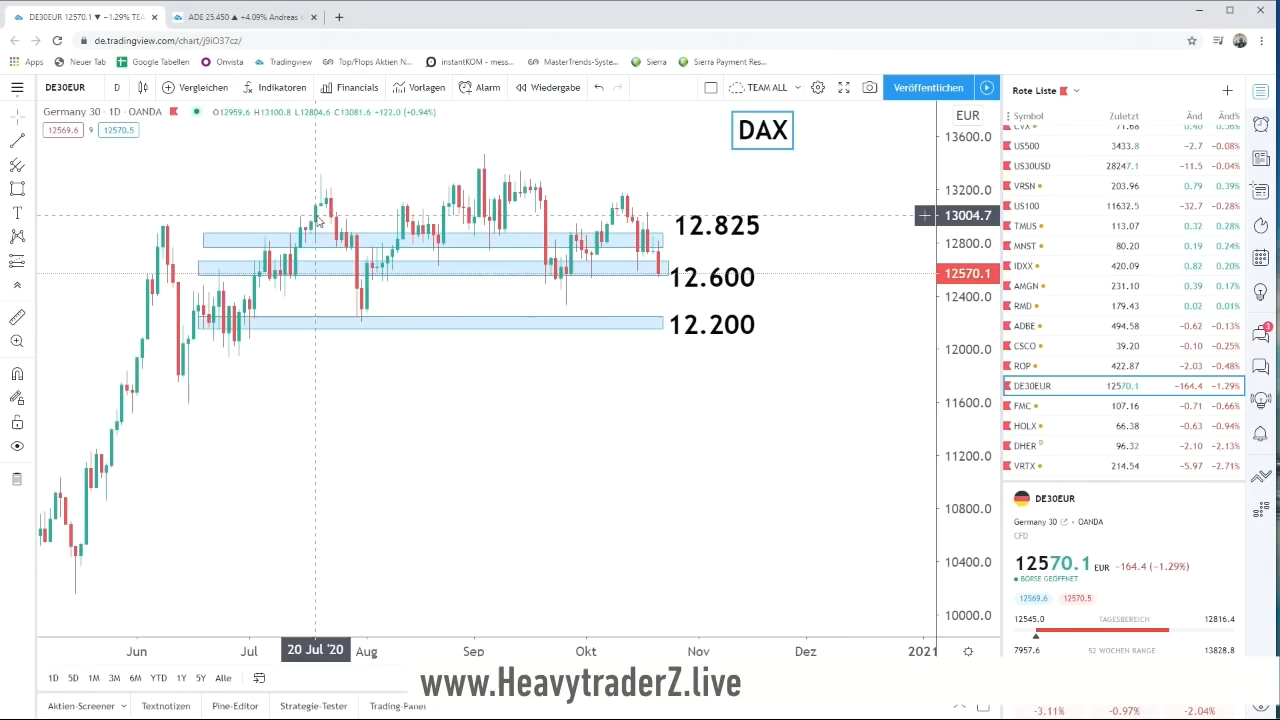 DE30EUR 12570.1 ▼ −1.29% TEA
ADE 25.450 ▲ +4.09% Andreas
de.tradingview.com/chart/j9iO37cz/
Apps Neuer Tab Google Tabellen Onvista Tradingview Top/Flops Aktien N... instantKOM - mess... MasterTrends-Syste... Sierra Sierra Payment Res...
DE30EUR D Vergleichen Indikatoren Financials Vorlagen Alarm Wiedergabe TEAM ALL Veröffentlichen
Germany 30 · 1D · OANDA O12959.6 H13100.8 L12804.6 C13081.6 +122.0 (+0.94%)
12569.6 9 12570.5
DAX
EUR
13600.0
13200.0
13004.7
12800.0
12570.1
12400.0
12000.0
11600.0
11200.0
10800.0
10400.0
10000.0
12.825
12.600
12.200
Jun Jul 20 Jul '20 Aug Sep Okt Nov Dez 2021
1D 5D 1M 3M 6M YTD 1Y 5Y Alle
www.HeavytraderZ.live
Aktien-Screener Textnotizen Pine-Editor Strategie-Tester Trading-Panel
Rote Liste
Symbol Zuletzt Änd Änd%
CVX 71.68 0.40 0.56%
US500 3433.8 −2.7 −0.08%
US30USD 28247.1 −11.5 −0.04%
VRSN 203.96 0.79 0.39%
US100 11632.5 −32.7 −0.28%
TMUS 113.07 0.32 0.28%
MNST 80.20 0.19 0.24%
IDXX 420.09 0.82 0.20%
AMGN 231.10 0.39 0.17%
RMD 179.43 0.02 0.01%
ADBE 494.58 −0.62 −0.13%
CSCO 39.20 −0.10 −0.25%
ROP 422.87 −2.03 −0.48%
DE30EUR 12570.1 −164.4 −1.29%
FMC 107.16 −0.71 −0.66%
HOLX 66.38 −0.63 −0.94%
DHER D 96.32 −2.10 −2.13%
VRTX 214.54 −5.97 −2.71%
DE30EUR
Germany 30 · OANDA
CFD
12570.1 EUR −164.4 (−1.29%)
BÖRSE GEÖFFNET
12569.6 12570.5
12545.0 TAGESBEREICH 12816.4
7957.6 52 WOCHEN RANGE 13828.8
−3.11% −0.97% −2.04%
3